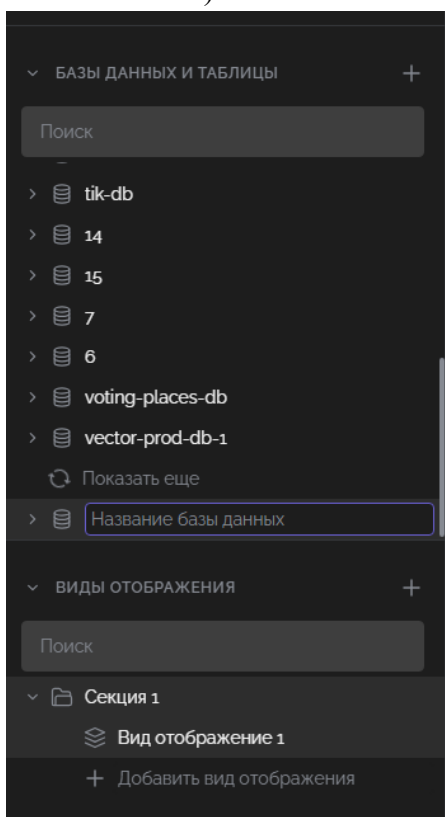 БАЗЫ ДАННЫХ И ТАБЛИЦЫ
Поиск
tik-db
14
15
7
6
voting-places-db
vector-prod-db-1
Показать еще
Название базы данных
ВИДЫ ОТОБРАЖЕНИЯ
Поиск
Секция 1
Вид отображение 1
Добавить вид отображения